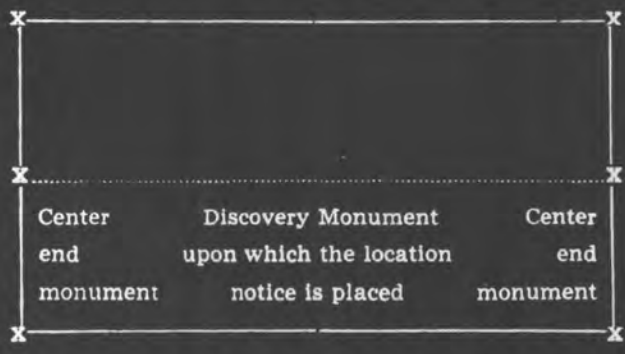 X X
X X
Center Discovery Monument Center
end upon which the location end
monument notice is placed monument
X X